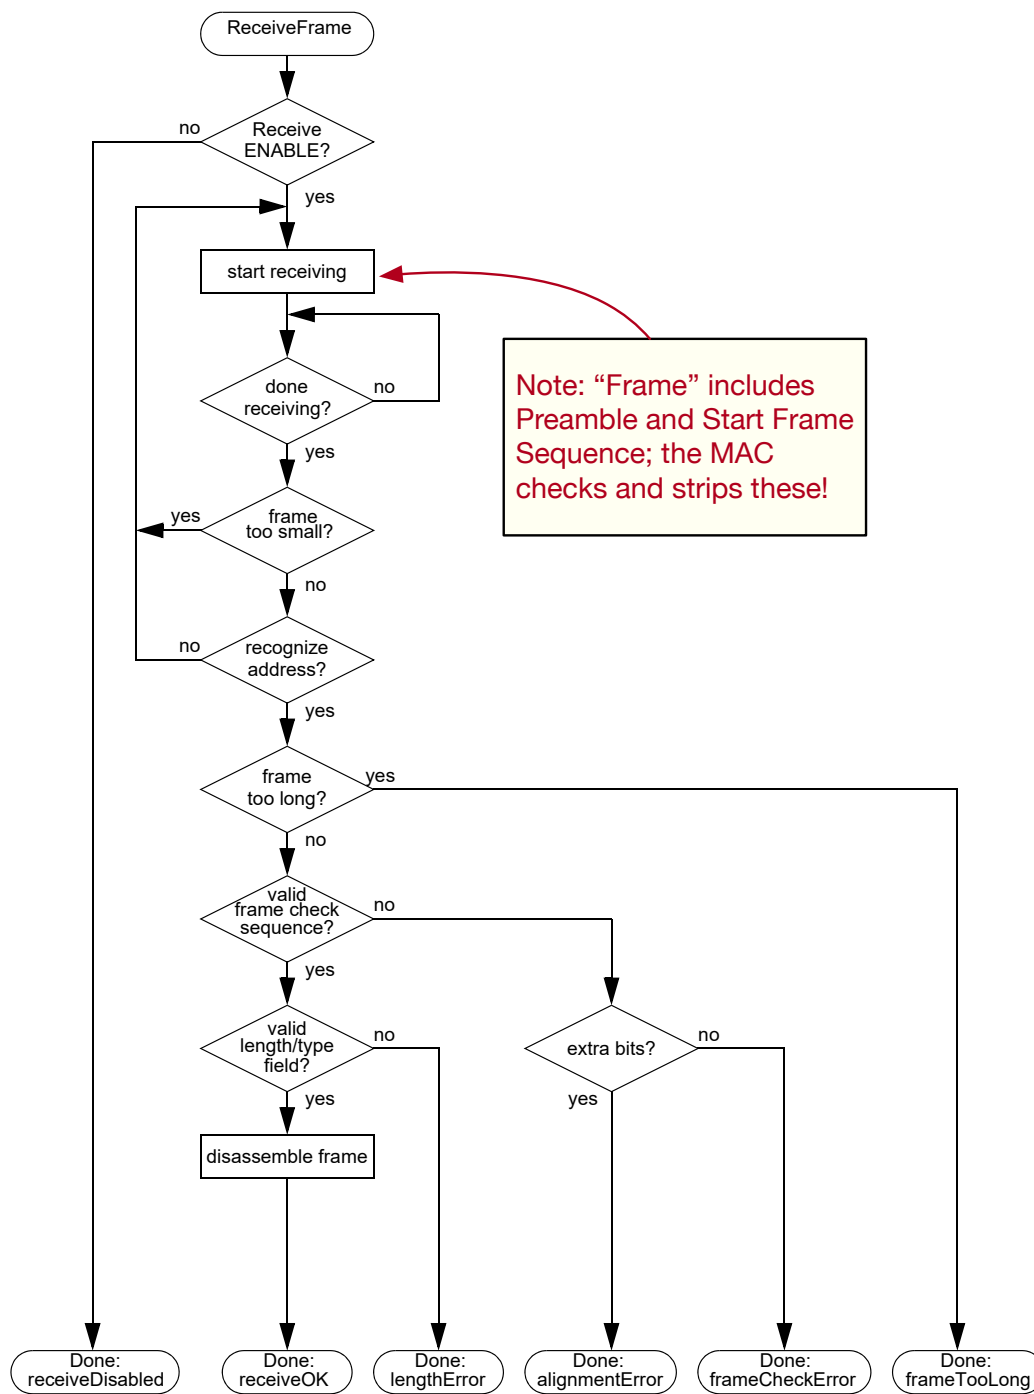 ReceiveFrame
no
Receive
ENABLE?
yes
start receiving
done
receiving?
no
yes
Note: “Frame” includes
Preamble and Start Frame
Sequence; the MAC
checks and strips these!
yes
frame
too small?
no
no
recognize
address?
yes
frame
too long?
yes
no
valid
frame check
sequence?
no
yes
valid
length/type
field?
no
extra bits?
no
yes
yes
disassemble frame
Done:
receiveDisabled
Done:
receiveOK
Done:
lengthError
Done:
alignmentError
Done:
frameCheckError
Done:
frameTooLong